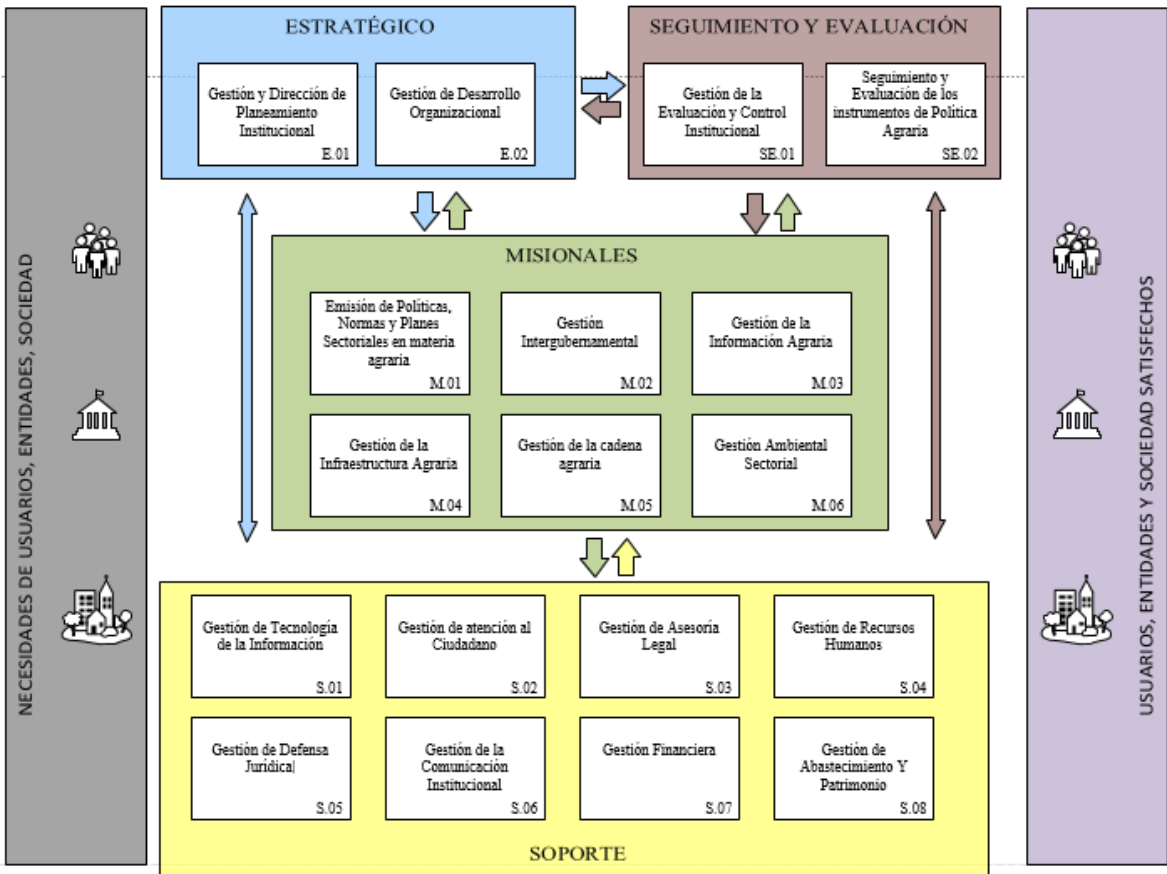 NECESIDADES DE USUARIOS, ENTIDADES, SOCIEDAD
ESTRATÉGICO
Gestión y Dirección de
Planeamiento
Institucional
E.01
Gestión de Desarrollo
Organizacional
E.02
SEGUIMIENTO Y EVALUACIÓN
Gestión de la
Evaluación y Control
Institucional
SE.01
Seguimiento y
Evaluación de los
instrumentos de Política
Agraria
SE.02
MISIONALES
Emisión de Políticas,
Normas y Planes
Sectoriales en materia
agraria
M.01
Gestión
Intergubernamental
M.02
Gestión de la
Información Agraria
M.03
Gestión de la
Infraestructura Agraria
M.04
Gestión de la cadena
agraria
M.05
Gestión Ambiental
Sectorial
M.06
Gestión de Tecnología
de la Información
S.01
Gestión de atención al
Ciudadano
S.02
Gestión de Asesoría
Legal
S.03
Gestión de Recursos
Humanos
S.04
Gestión de Defensa
Jurídica
S.05
Gestión de la
Comunicación
Institucional
S.06
Gestión Financiera
S.07
Gestión de
Abastecimiento Y
Patrimonio
S.08
SOPORTE
USUARIOS, ENTIDADES Y SOCIEDAD SATISFECHOS